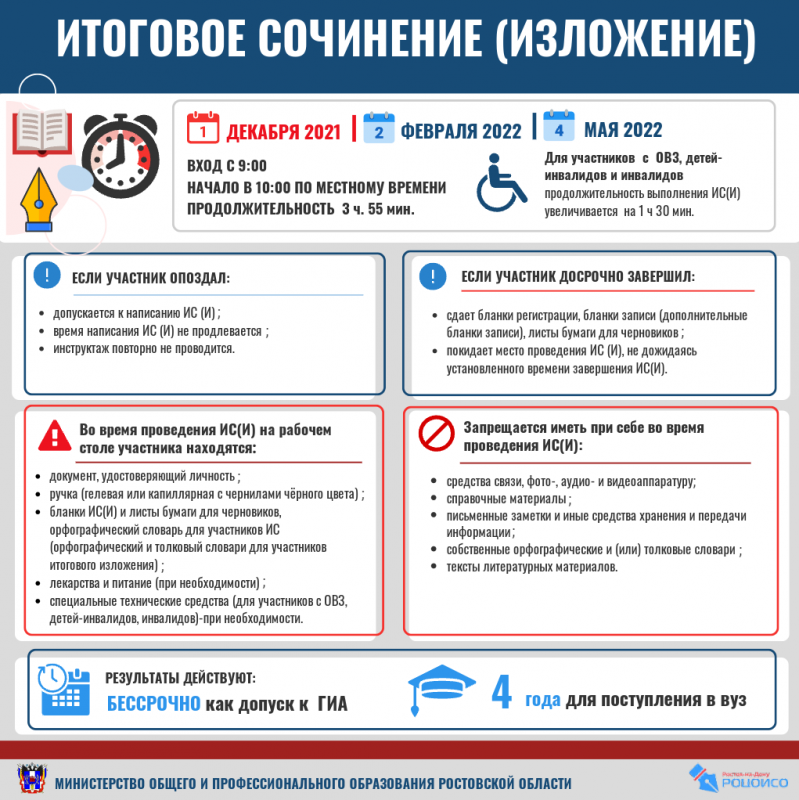 ИТОГОВОЕ СОЧИНЕНИЕ (ИЗЛОЖЕНИЕ)
1 ДЕКАБРЯ 2021 | 2 ФЕВРАЛЯ 2022 | 4 МАЯ 2022
ВХОД С 9:00
НАЧАЛО В 10:00 ПО МЕСТНОМУ ВРЕМЕНИ
ПРОДОЛЖИТЕЛЬНОСТЬ 3 ч. 55 мин.
Для участников с ОВЗ, детей-
инвалидов и инвалидов
продолжительность выполнения ИС(И)
увеличивается на 1 ч 30 мин.
! ЕСЛИ УЧАСТНИК ОПОЗДАЛ:
• допускается к написанию ИС (И) ;
• время написания ИС (И) не продлевается ;
• инструктаж повторно не проводится.
! ЕСЛИ УЧАСТНИК ДОСРОЧНО ЗАВЕРШИЛ:
• сдает бланки регистрации, бланки записи (дополнительные
бланки записи), листы бумаги для черновиков ;
• покидает место проведения ИС (И), не дожидаясь
установленного времени завершения ИС(И).
Во время проведения ИС(И) на рабочем
столе участника находятся:
• документ, удостоверяющий личность ;
• ручка (гелевая или капиллярная с чернилами чёрного цвета) ;
• бланки ИС(И) и листы бумаги для черновиков,
орфографический словарь для участников ИС
(орфографический и толковый словари для участников
итогового изложения) ;
• лекарства и питание (при необходимости) ;
• специальные технические средства (для участников с ОВЗ,
детей-инвалидов, инвалидов)-при необходимости.
Запрещается иметь при себе во время
проведения ИС(И):
• средства связи, фото-, аудио- и видеоаппаратуру;
• справочные материалы ;
• письменные заметки и иные средства хранения и передачи
информации ;
• собственные орфографические и (или) толковые словари ;
• тексты литературных материалов.
РЕЗУЛЬТАТЫ ДЕЙСТВУЮТ:
БЕССРОЧНО как допуск к ГИА
4 года для поступления в вуз
МИНИСТЕРСТВО ОБЩЕГО И ПРОФЕССИОНАЛЬНОГО ОБРАЗОВАНИЯ РОСТОВСКОЙ ОБЛАСТИ
Ростов-на-Дону
РОЦОИСО